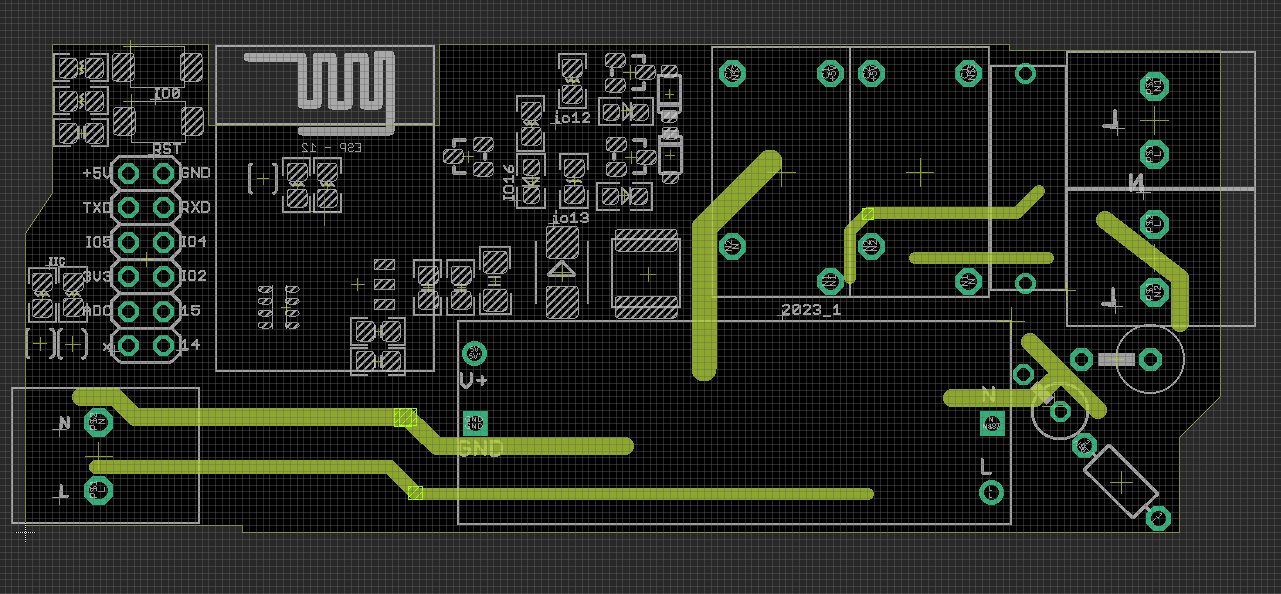 IO0
RST
ESP - 12
io12
IO16
io13
+5V GND
TXD RXD
IO5 IO4
IIC
3V3 IO2
ADC 15
x 14
2023_1
L
N
L
V+
GND
N
L
N
L